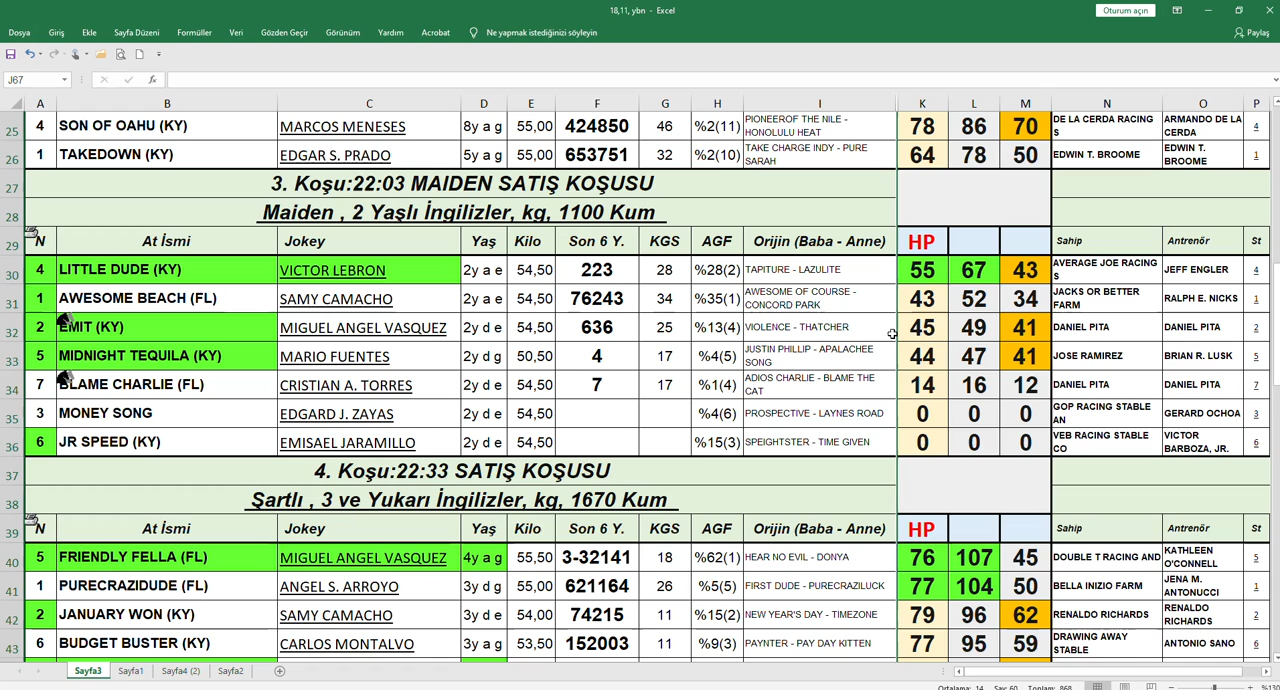 18,11, ybn - Excel
Oturum açın
Dosya Giriş Ekle Sayfa Düzeni Formüller Veri Gözden Geçir Görünüm Yardım Acrobat Ne yapmak istediğinizi söyleyin Paylaş
J67 fx
A B C D E F G H I K L M N O P
25 4 SON OF OAHU (KY) MARCOS MENESES 8y a g 55,00 424850 46 %2(11) PIONEEROF THE NILE - HONOLULU HEAT 78 86 70 DE LA CERDA RACING S ARMANDO DE LA CERDA 4
26 1 TAKEDOWN (KY) EDGAR S. PRADO 5y a g 55,00 653751 32 %2(10) TAKE CHARGE INDY - PURE SARAH 64 78 50 EDWIN T. BROOME EDWIN T. BROOME 1
27 3. Koşu:22:03 MAIDEN SATIŞ KOŞUSU
28 Maiden , 2 Yaşlı İngilizler, kg, 1100 Kum
29 N At İsmi Jokey Yaş Kilo Son 6 Y. KGS AGF Orijin (Baba - Anne) HP Sahip Antrenör St
30 4 LITTLE DUDE (KY) VICTOR LEBRON 2y a e 54,50 223 28 %28(2) TAPITURE - LAZULITE 55 67 43 AVERAGE JOE RACING S JEFF ENGLER 4
31 1 AWESOME BEACH (FL) SAMY CAMACHO 2y a e 54,50 76243 34 %35(1) AWESOME OF COURSE - CONCORD PARK 43 52 34 JACKS OR BETTER FARM RALPH E. NICKS 1
32 2 EMIT (KY) MIGUEL ANGEL VASQUEZ 2y d e 54,50 636 25 %13(4) VIOLENCE - THATCHER 45 49 41 DANIEL PITA DANIEL PITA 2
33 5 MIDNIGHT TEQUILA (KY) MARIO FUENTES 2y d g 50,50 4 17 %4(5) JUSTIN PHILLIP - APALACHEE SONG 44 47 41 JOSE RAMIREZ BRIAN R. LUSK 5
34 7 BLAME CHARLIE (FL) CRISTIAN A. TORRES 2y d g 54,50 7 17 %1(4) ADIOS CHARLIE - BLAME THE CAT 14 16 12 DANIEL PITA DANIEL PITA 7
35 3 MONEY SONG EDGARD J. ZAYAS 2y d e 54,50 %4(6) PROSPECTIVE - LAYNES ROAD 0 0 0 GOP RACING STABLE AN GERARD OCHOA 3
36 6 JR SPEED (KY) EMISAEL JARAMILLO 2y d e 54,50 %15(3) SPEIGHTSTER - TIME GIVEN 0 0 0 VEB RACING STABLE CO VICTOR BARBOZA, JR. 6
37 4. Koşu:22:33 SATIŞ KOŞUSU
38 Şartlı , 3 ve Yukarı İngilizler, kg, 1670 Kum
39 N At İsmi Jokey Yaş Kilo Son 6 Y. KGS AGF Orijin (Baba - Anne) HP Sahip Antrenör St
40 5 FRIENDLY FELLA (FL) MIGUEL ANGEL VASQUEZ 4y a g 55,50 3-32141 18 %62(1) HEAR NO EVIL - DONYA 76 107 45 DOUBLE T RACING AND KATHLEEN O'CONNELL 5
41 1 PURECRAZIDUDE (FL) ANGEL S. ARROYO 3y d g 55,00 621164 26 %5(5) FIRST DUDE - PURECRAZILUCK 77 104 50 BELLA INIZIO FARM JENA M. ANTONUCCI 1
42 2 JANUARY WON (KY) SAMY CAMACHO 3y d g 54,00 74215 11 %15(2) NEW YEAR'S DAY - TIMEZONE 79 96 62 RENALDO RICHARDS RENALDO RICHARDS 2
43 6 BUDGET BUSTER (KY) CARLOS MONTALVO 3y a g 53,50 152003 11 %9(3) PAYNTER - PAY DAY KITTEN 77 95 59 DRAWING AWAY STABLE ANTONIO SANO 6
Sayfa3 Sayfa1 Sayfa4 (2) Sayfa2
Ortalama: 14 Say: 60 Toplam: 868 %130